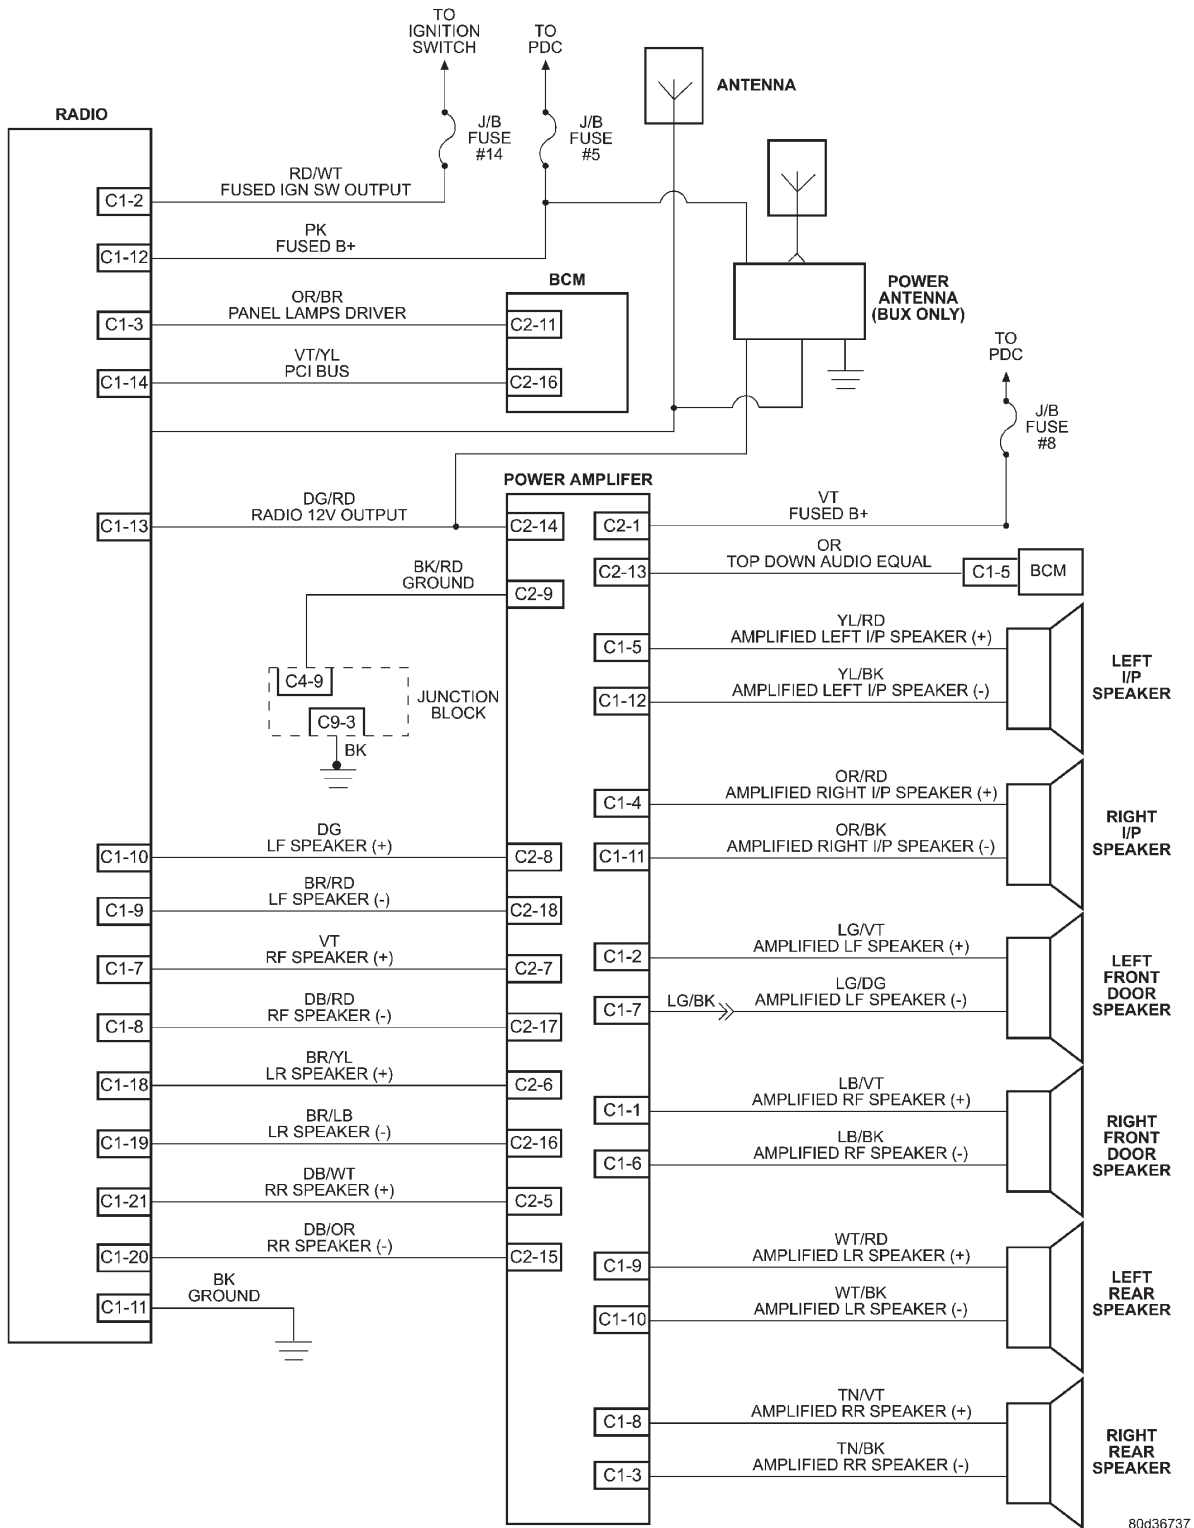 TO
IGNITION
SWITCH
TO
PDC
ANTENNA
RADIO
J/B
FUSE
#14
J/B
FUSE
#5
RD/WT
FUSED IGN SW OUTPUT
C1-2
PK
FUSED B+
C1-12
BCM
POWER
ANTENNA
(BUX ONLY)
OR/BR
PANEL LAMPS DRIVER
C1-3
C2-11
VT/YL
PCI BUS
C1-14
C2-16
TO
PDC
J/B
FUSE
#8
POWER AMPLIFER
DG/RD
RADIO 12V OUTPUT
C1-13
C2-14
C2-1
VT
FUSED B+
BK/RD
GROUND
C2-9
C2-13
OR
TOP DOWN AUDIO EQUAL
C1-5
BCM
C4-9
C9-3
JUNCTION
BLOCK
BK
C1-5
YL/RD
AMPLIFIED LEFT I/P SPEAKER (+)
C1-12
YL/BK
AMPLIFIED LEFT I/P SPEAKER (-)
LEFT
I/P
SPEAKER
C1-4
OR/RD
AMPLIFIED RIGHT I/P SPEAKER (+)
C1-11
OR/BK
AMPLIFIED RIGHT I/P SPEAKER (-)
RIGHT
I/P
SPEAKER
DG
LF SPEAKER (+)
C1-10
C2-8
BR/RD
LF SPEAKER (-)
C1-9
C2-18
VT
RF SPEAKER (+)
C1-7
C2-7
DB/RD
RF SPEAKER (-)
C1-8
C2-17
BR/YL
LR SPEAKER (+)
C1-18
C2-6
BR/LB
LR SPEAKER (-)
C1-19
C2-16
DB/WT
RR SPEAKER (+)
C1-21
C2-5
DB/OR
RR SPEAKER (-)
C1-20
C2-15
BK
GROUND
C1-11
C1-2
LG/VT
AMPLIFIED LF SPEAKER (+)
C1-7
LG/BK
LG/DG
AMPLIFIED LF SPEAKER (-)
LEFT
FRONT
DOOR
SPEAKER
C1-1
LB/VT
AMPLIFIED RF SPEAKER (+)
C1-6
LB/BK
AMPLIFIED RF SPEAKER (-)
RIGHT
FRONT
DOOR
SPEAKER
C1-9
WT/RD
AMPLIFIED LR SPEAKER (+)
C1-10
WT/BK
AMPLIFIED LR SPEAKER (-)
LEFT
REAR
SPEAKER
C1-8
TN/VT
AMPLIFIED RR SPEAKER (+)
C1-3
TN/BK
AMPLIFIED RR SPEAKER (-)
RIGHT
REAR
SPEAKER
80d36737